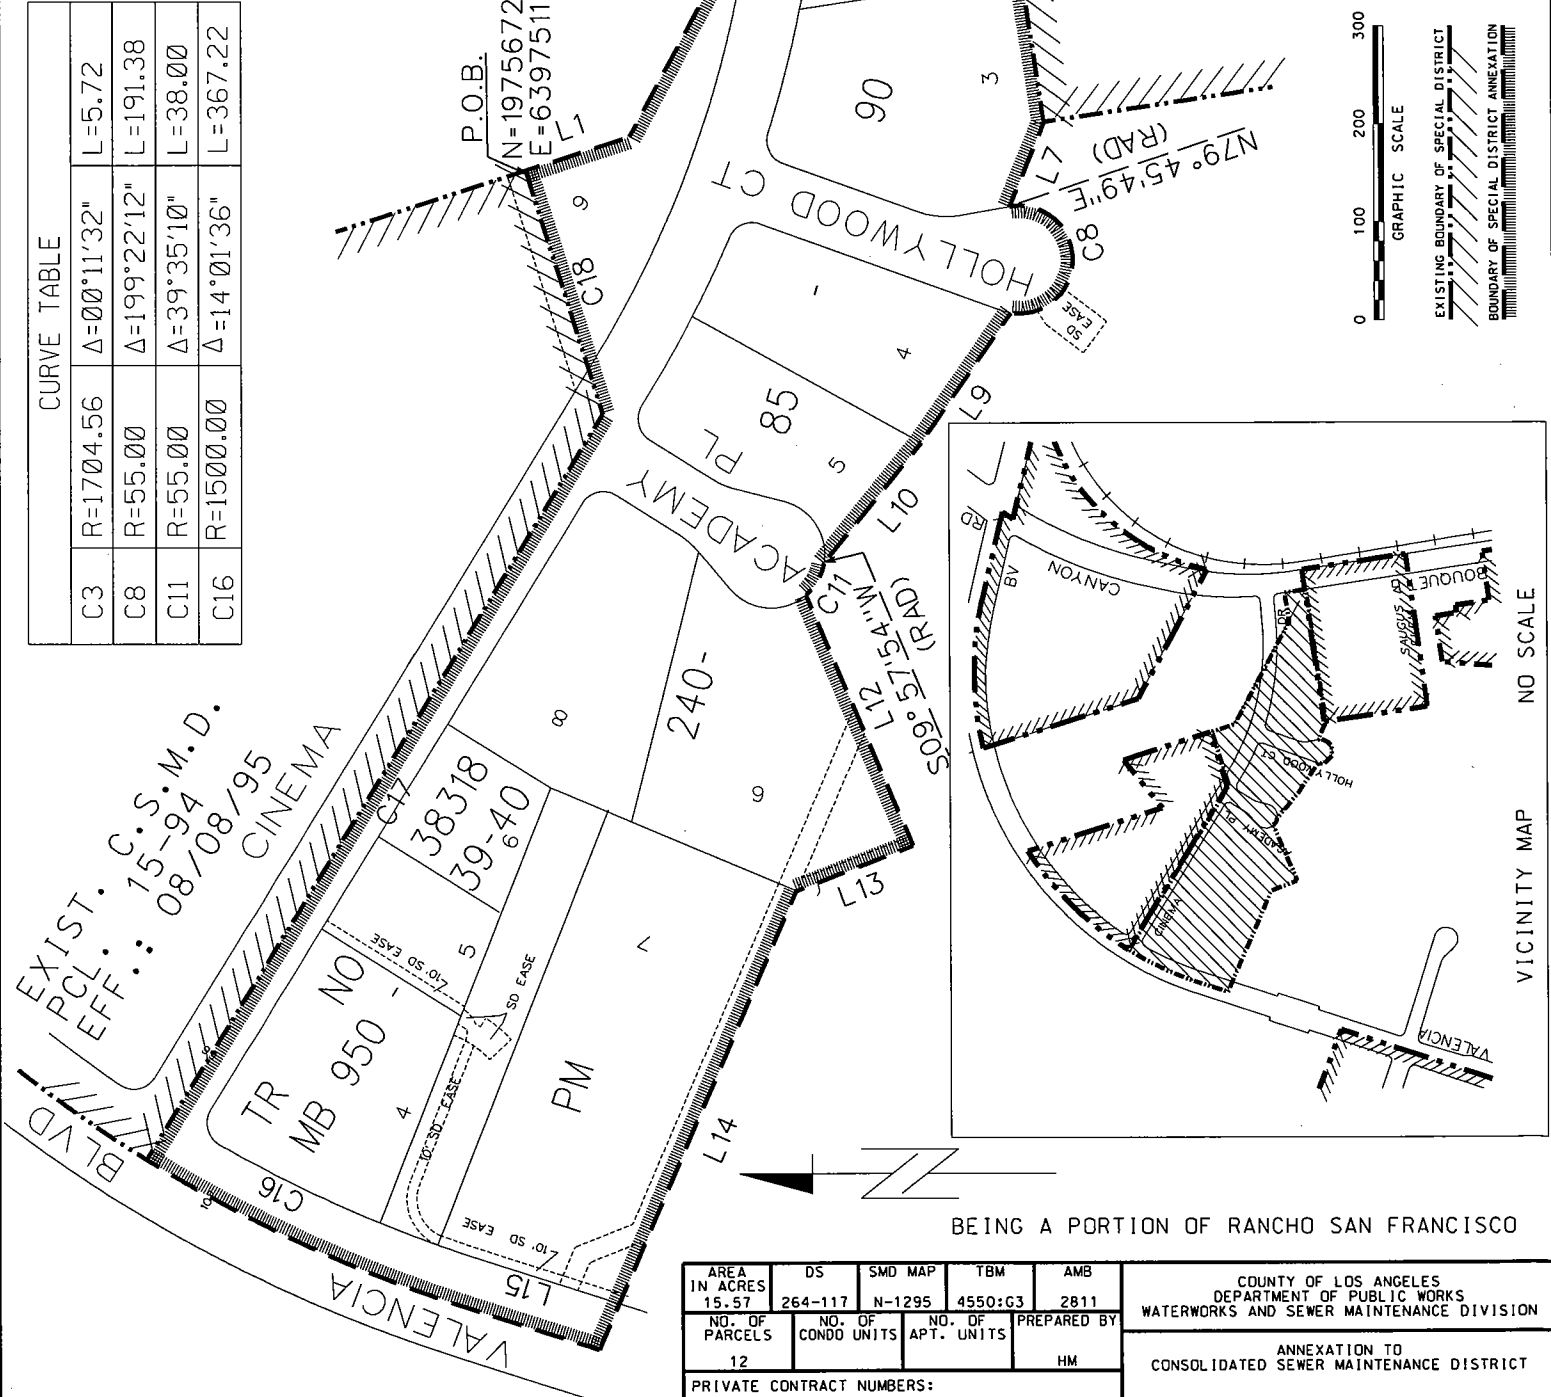 CURVE TABLE
C3 R=1704.56 Δ=00°11'32" L=5.72
C8 R=55.00 Δ=199°22'12" L=191.38
C11 R=55.00 Δ=39°35'10" L=38.00
C16 R=1500.00 Δ=14°01'36" L=367.22
P.O.B.
N=1975672
E=6397511
L1
9
C18
HOLLYWOOD CT
90
3
L7
N79°45'49"E
(RAD)
C8
SD
EASE
1
4
85
5
L9
L10
ACADEMY PL
C11
S09°57'54"W
(RAD)
L12
240-
8
9
L13
C17
38318
39-40
6
5
7
10' SD EASE
SD EASE
TR NO
MB 950
1
4
PM
10' SD EASE
10' SD EASE
L14
C16
L15
EXIST. C.S.M.D.
PCL. 15-94
EFF.: 08/08/95
CINEMA
VALENCIA BLVD
0 100 200 300
GRAPHIC SCALE
EXISTING BOUNDARY OF SPECIAL DISTRICT
BOUNDARY OF SPECIAL DISTRICT ANNEXATION
RD
BV
CANYON
BOUQUE
DR
SAUGUS
HOLLYWOOD CT
ACADEMY PL
CINEMA
VALENCIA
VICINITY MAP NO SCALE
BEING A PORTION OF RANCHO SAN FRANCISCO
AREA IN ACRES 15.57
DS 264-117
SMD MAP N-1295
TBM 4550:G3
AMB 2811
NO. OF PARCELS 12
NO. OF CONDO UNITS
NO. OF APT. UNITS
PREPARED BY HM
PRIVATE CONTRACT NUMBERS:
COUNTY OF LOS ANGELES
DEPARTMENT OF PUBLIC WORKS
WATERWORKS AND SEWER MAINTENANCE DIVISION
ANNEXATION TO
CONSOLIDATED SEWER MAINTENANCE DISTRICT